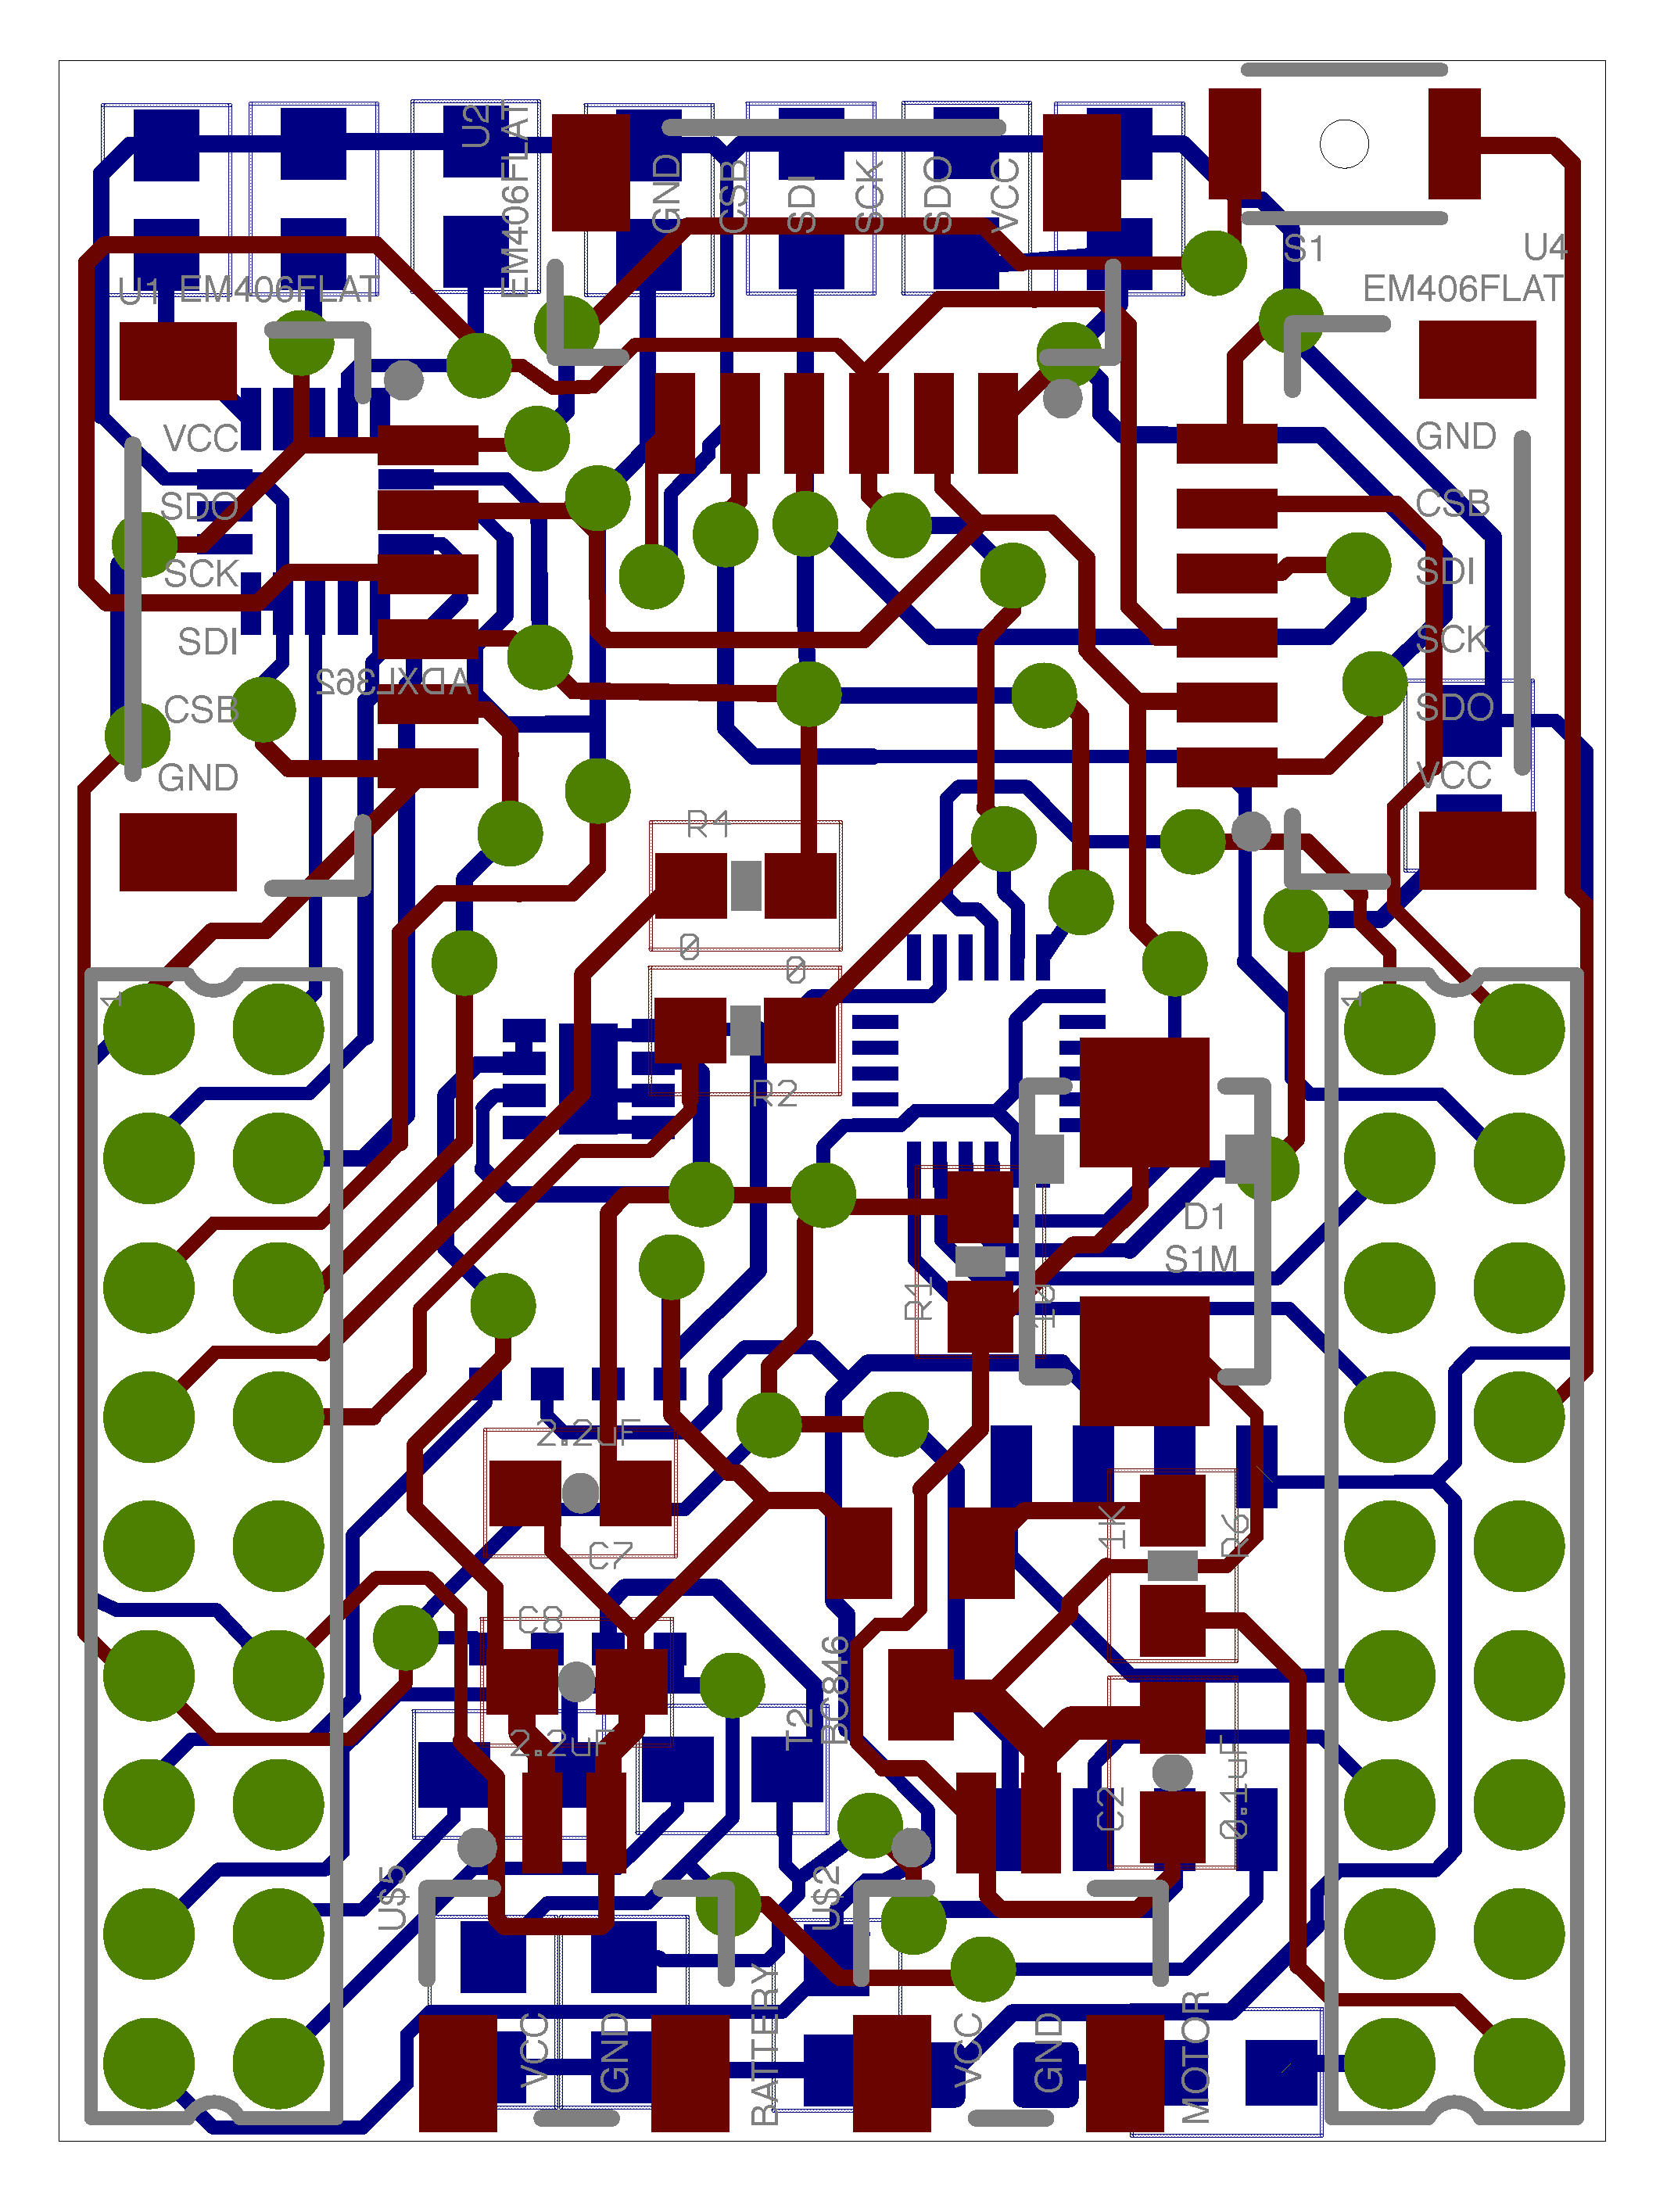 U2
EM406FLAT
GND
CSB
SDI
SCK
SDO
VCC
S1
U4
EM406FLAT
U1
EM406FLAT
VCC
SDO
SCK
SDI
CSB
GND
ADXL362
GND
CSB
SDI
SCK
SDO
VCC
R4
0
0
R2
1
1
D1
S1M
R1
10
2.2uF
C7
1K
R6
C8
2.2uF
T2
BC846
C2
0.1uF
U$5
U$2
VCC
GND
BATTERY
VCC
GND
MOTOR